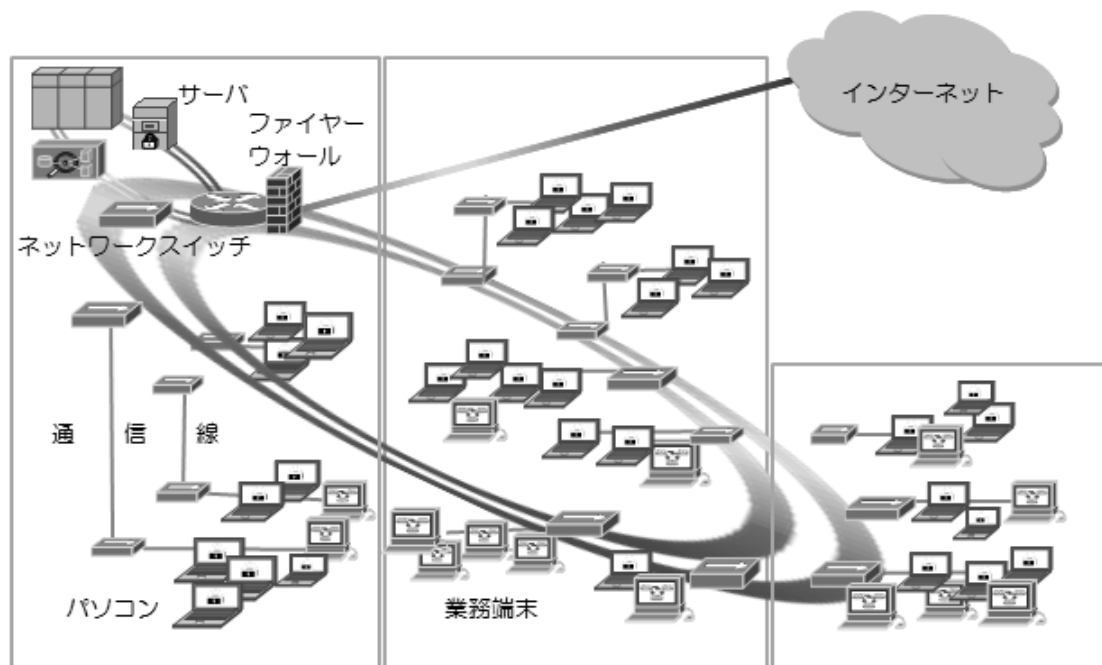 サーバ
ファイヤー
ウォール
インターネット
ネットワークスイッチ
通信線
パソコン
業務端末